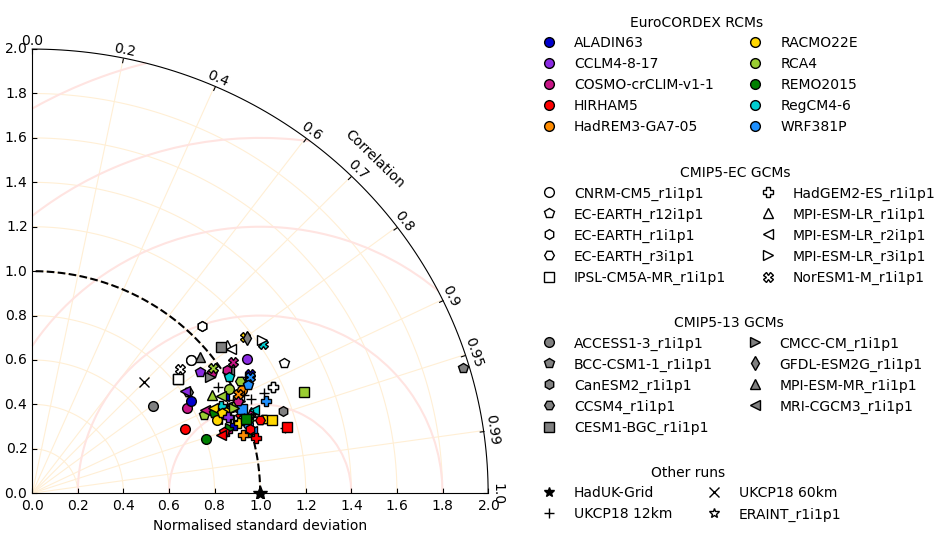 0.0
0.2
0.4
0.6
Correlation
0.7
0.8
0.9
0.95
0.99
1.0
2.0
1.8
1.6
1.4
1.2
1.0
0.8
0.6
0.4
0.2
0.0
0.0 0.2 0.4 0.6 0.8 1.0 1.2 1.4 1.6 1.8 2.0
Normalised standard deviation
EuroCORDEX RCMs
ALADIN63 RACMO22E
CCLM4-8-17 RCA4
COSMO-crCLIM-v1-1 REMO2015
HIRHAM5 RegCM4-6
HadREM3-GA7-05 WRF381P
CMIP5-EC GCMs
CNRM-CM5_r1i1p1 HadGEM2-ES_r1i1p1
EC-EARTH_r12i1p1 MPI-ESM-LR_r1i1p1
EC-EARTH_r1i1p1 MPI-ESM-LR_r2i1p1
EC-EARTH_r3i1p1 MPI-ESM-LR_r3i1p1
IPSL-CM5A-MR_r1i1p1 NorESM1-M_r1i1p1
CMIP5-13 GCMs
ACCESS1-3_r1i1p1 CMCC-CM_r1i1p1
BCC-CSM1-1_r1i1p1 GFDL-ESM2G_r1i1p1
CanESM2_r1i1p1 MPI-ESM-MR_r1i1p1
CCSM4_r1i1p1 MRI-CGCM3_r1i1p1
CESM1-BGC_r1i1p1
Other runs
HadUK-Grid UKCP18 60km
UKCP18 12km ERAINT_r1i1p1